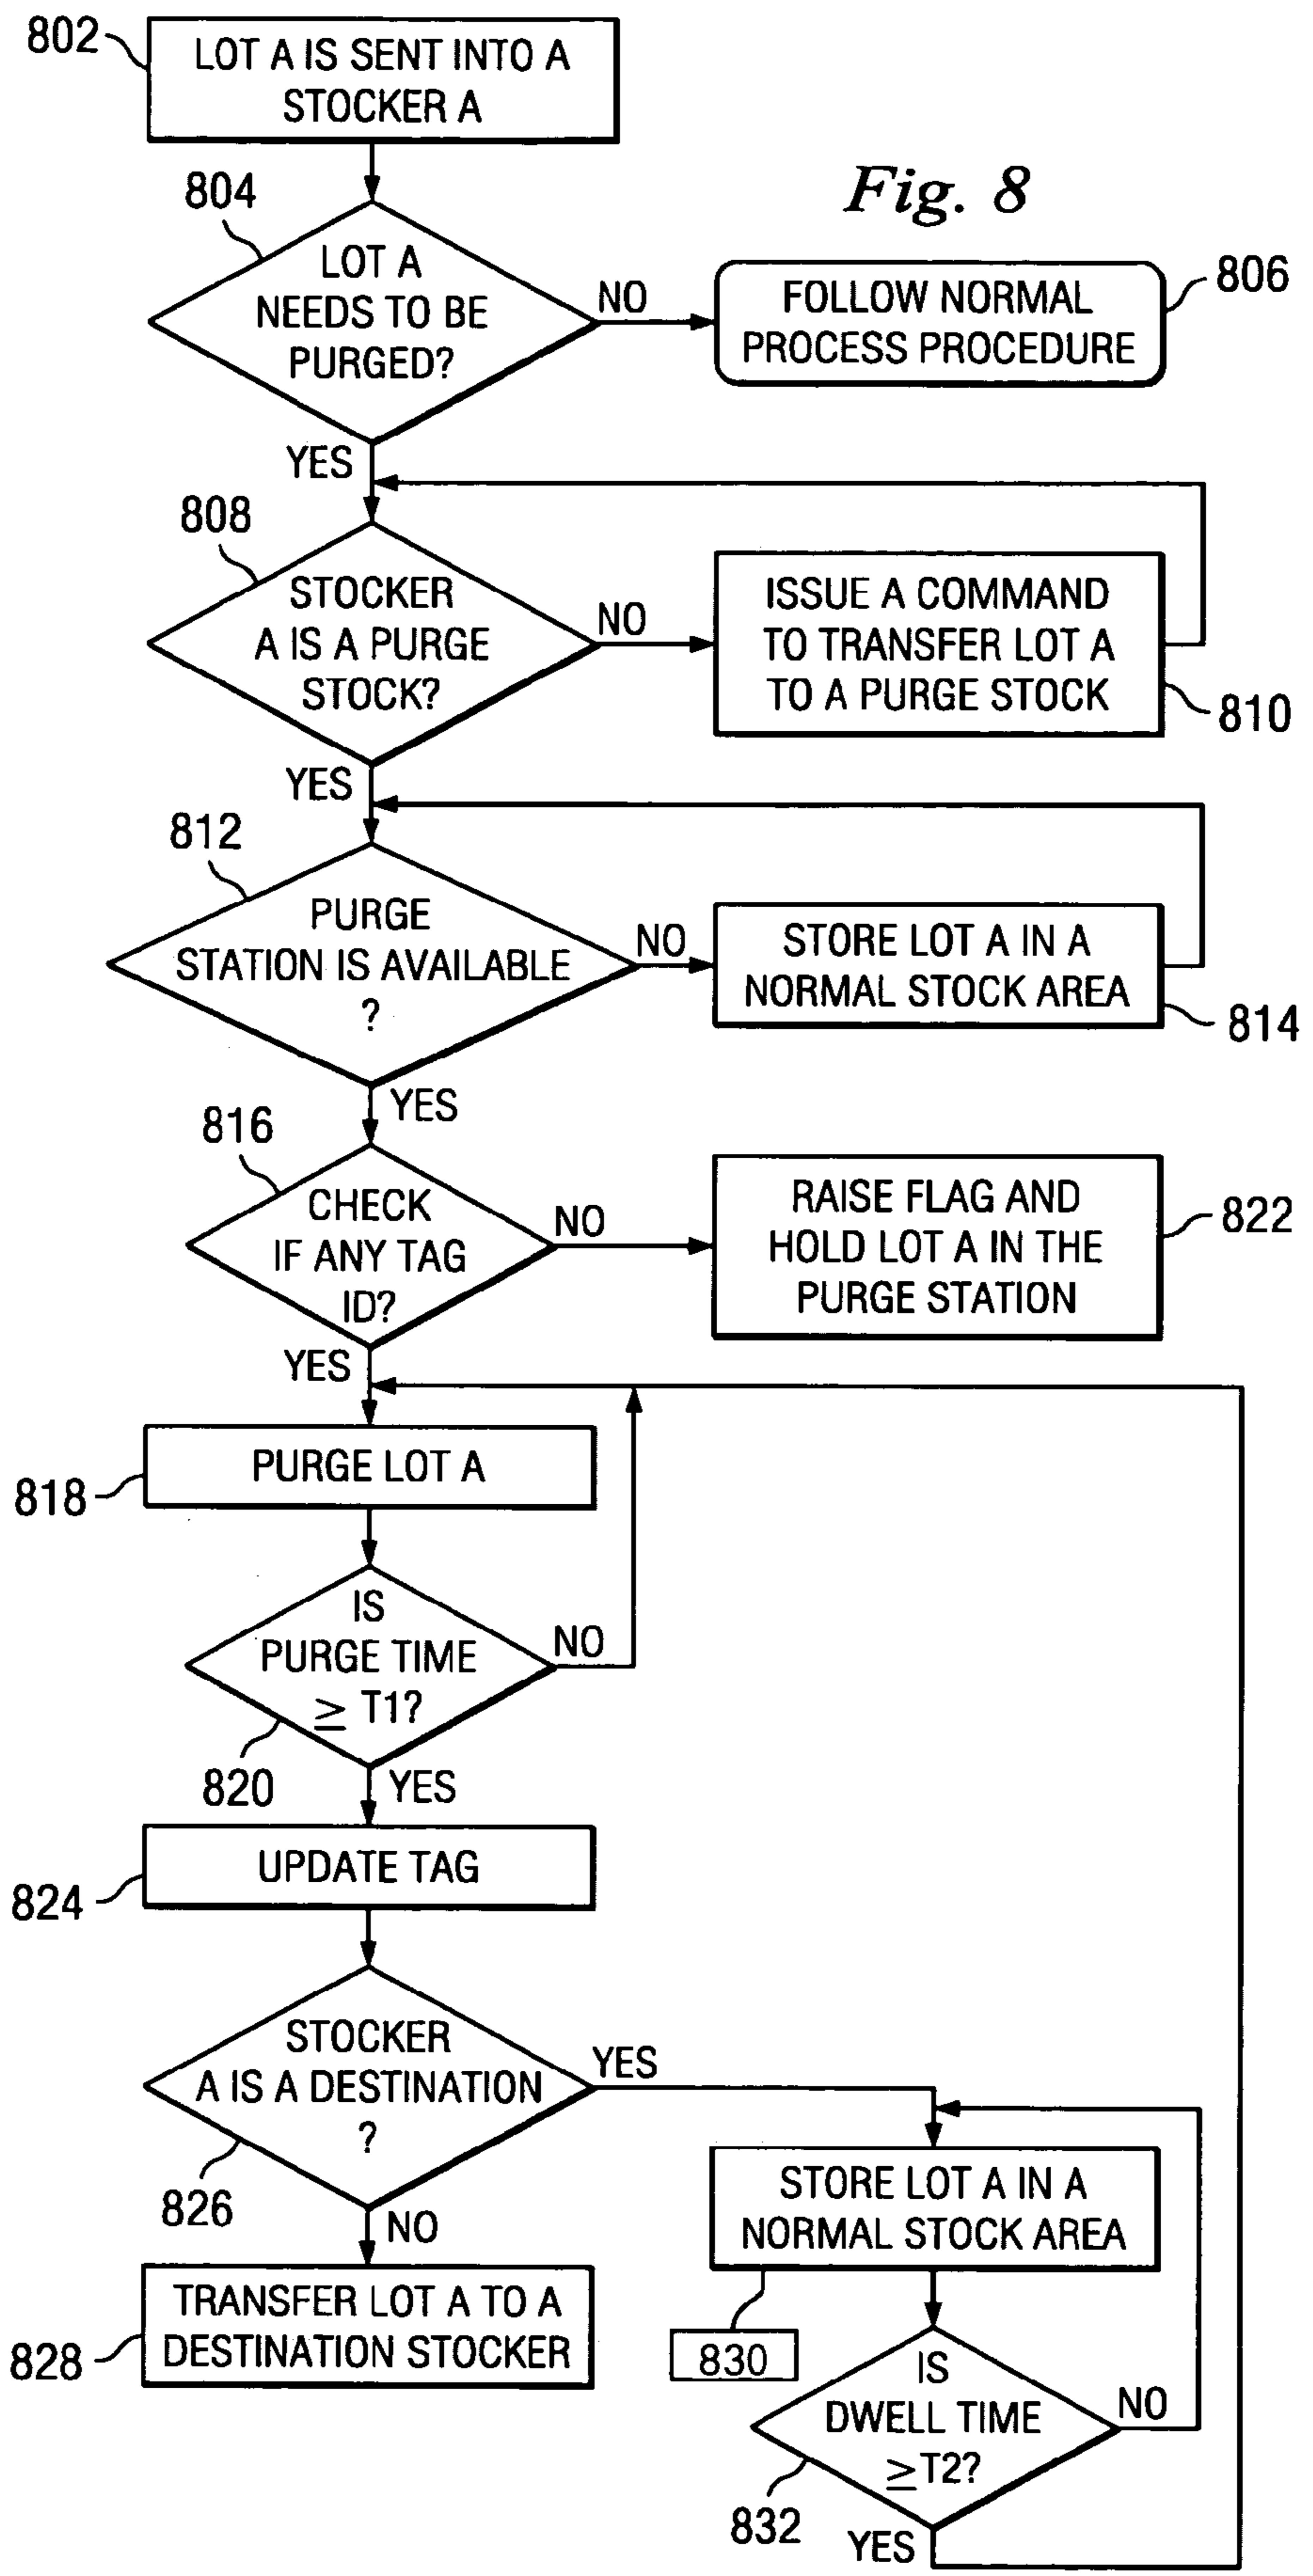 802
LOT A IS SENT INTO A
STOCKER A
Fig. 8
804
LOT A
NEEDS TO BE
PURGED?
NO
FOLLOW NORMAL
PROCESS PROCEDURE
806
YES
808
STOCKER
A IS A PURGE
STOCK?
NO
ISSUE A COMMAND
TO TRANSFER LOT A
TO A PURGE STOCK
810
YES
812
PURGE
STATION IS AVAILABLE
?
NO
STORE LOT A IN A
NORMAL STOCK AREA
814
YES
816
CHECK
IF ANY TAG
ID?
NO
RAISE FLAG AND
HOLD LOT A IN THE
PURGE STATION
822
YES
PURGE LOT A
818
IS
PURGE TIME
≥ T1?
NO
820
YES
UPDATE TAG
824
STOCKER
A IS A DESTINATION
?
YES
826
NO
TRANSFER LOT A TO A
DESTINATION STOCKER
828
STORE LOT A IN A
NORMAL STOCK AREA
830
IS
DWELL TIME
≥T2?
NO
832
YES